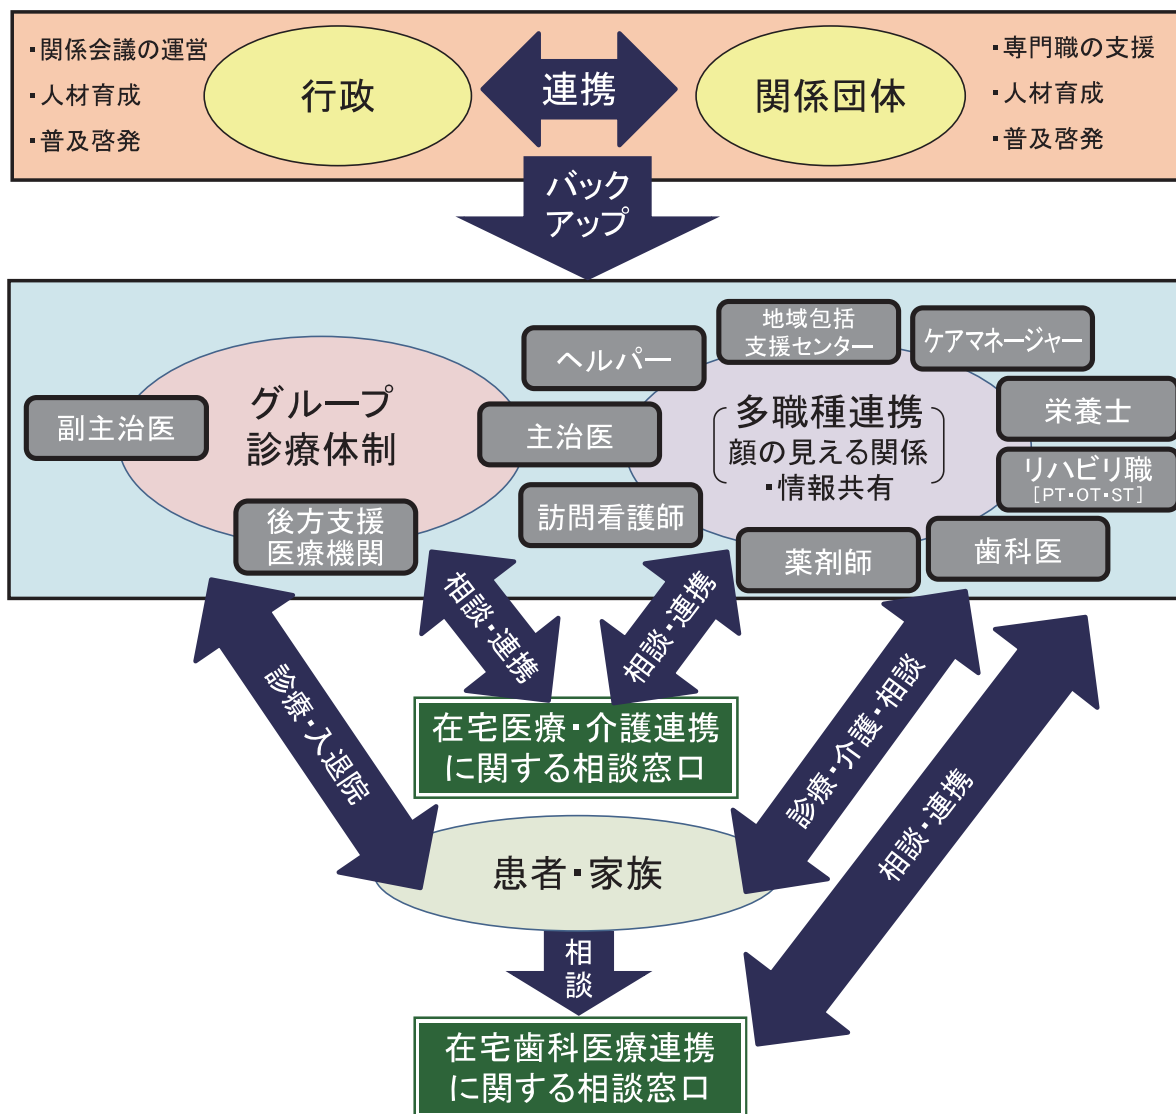 ・関係会議の運営
・人材育成
・普及啓発
行政
連携
関係団体
・専門職の支援
・人材育成
・普及啓発
バック
アップ
グループ
診療体制
副主治医
主治医
後方支援
医療機関
ヘルパー
地域包括
支援センター
ケアマネージャー
栄養士
リハビリ職
[PT・OT・ST]
歯科医
薬剤師
訪問看護師
多職種連携
顔の見える関係
・情報共有
診療・入退院
相談・連携
相談・連携
診療・介護・相談
相談・連携
在宅医療・介護連携
に関する相談窓口
患者・家族
相
談
在宅歯科医療連携
に関する相談窓口